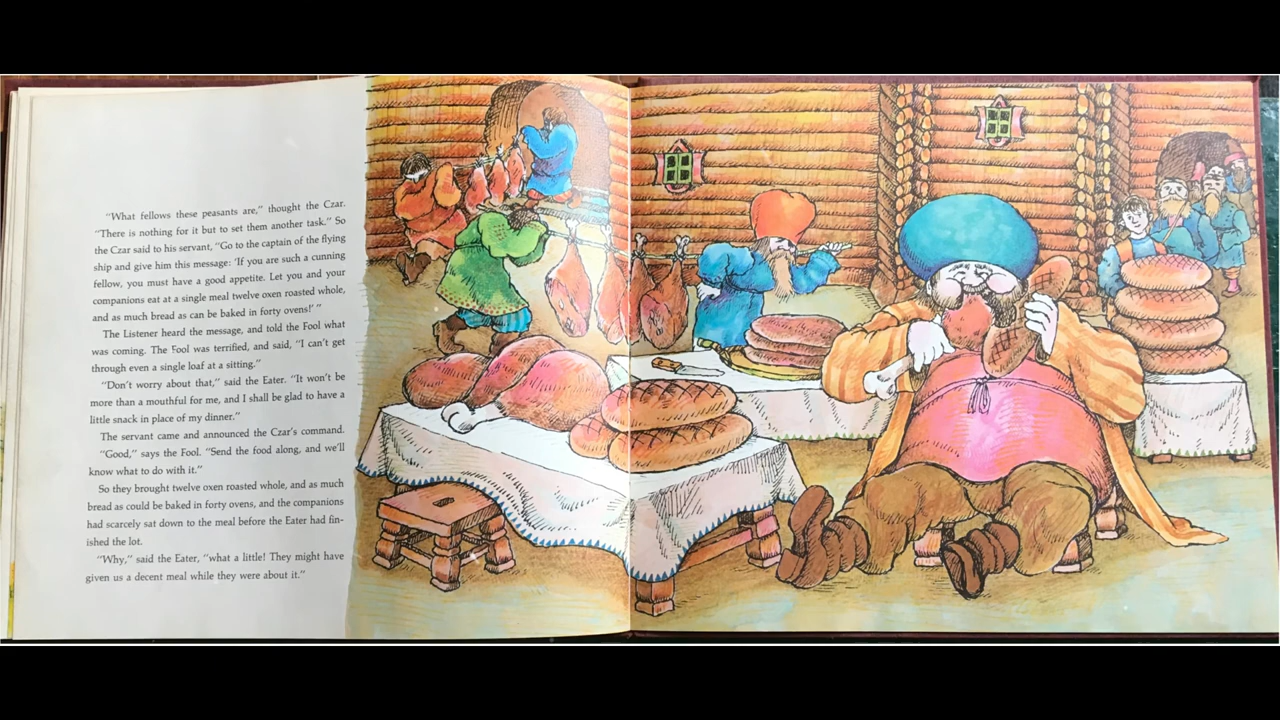 "What fellows these peasants are," thought the Czar.
"There is nothing for it but to set them another task." So
the Czar said to his servant, "Go to the captain of the flying
ship and give him this message: 'If you are such a cunning
fellow, you must have a good appetite. Let you and your
companions eat at a single meal twelve oxen roasted whole,
and as much bread as can be baked in forty ovens!' "
The Listener heard the message, and told the Fool what
was coming. The Fool was terrified, and said, "I can't get
through even a single loaf at a sitting."
"Don't worry about that," said the Eater. "It won't be
more than a mouthful for me, and I shall be glad to have a
little snack in place of my dinner."
The servant came and announced the Czar's command.
"Good," says the Fool. "Send the food along, and we'll
know what to do with it."
So they brought twelve oxen roasted whole, and as much
bread as could be baked in forty ovens, and the companions
had scarcely sat down to the meal before the Eater had fin-
ished the lot.
"Why," said the Eater, "what a little! They might have
given us a decent meal while they were about it."